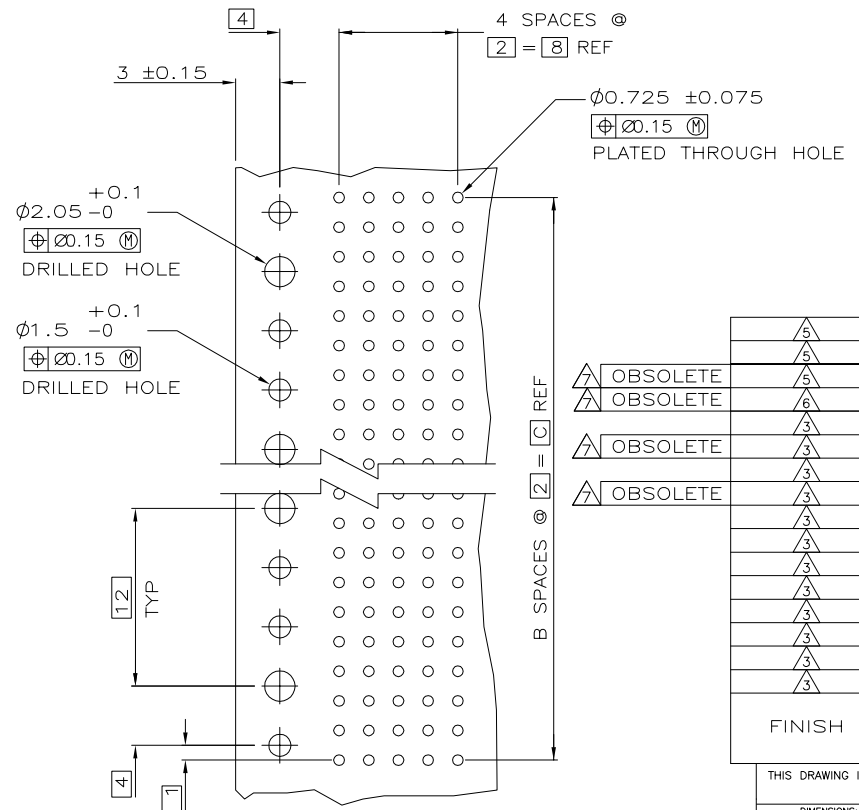 4
4 SPACES @
2 = 8 REF
3 ±0.15
Ø0.725 ±0.075
⌖ Ø0.15 Ⓜ
PLATED THROUGH HOLE
+0.1
Ø2.05 -0
⌖ Ø0.15 Ⓜ
DRILLED HOLE
+0.1
Ø1.5 -0
⌖ Ø0.15 Ⓜ
DRILLED HOLE
B SPACES @ 2 = C REF
12
TYP
4
1
5
5
7 OBSOLETE 5
7 OBSOLETE 6
3
7 OBSOLETE 3
3
7 OBSOLETE 3
3
3
3
3
3
3
3
3
FINISH
THIS DRAWING I
DIMENSIONS: